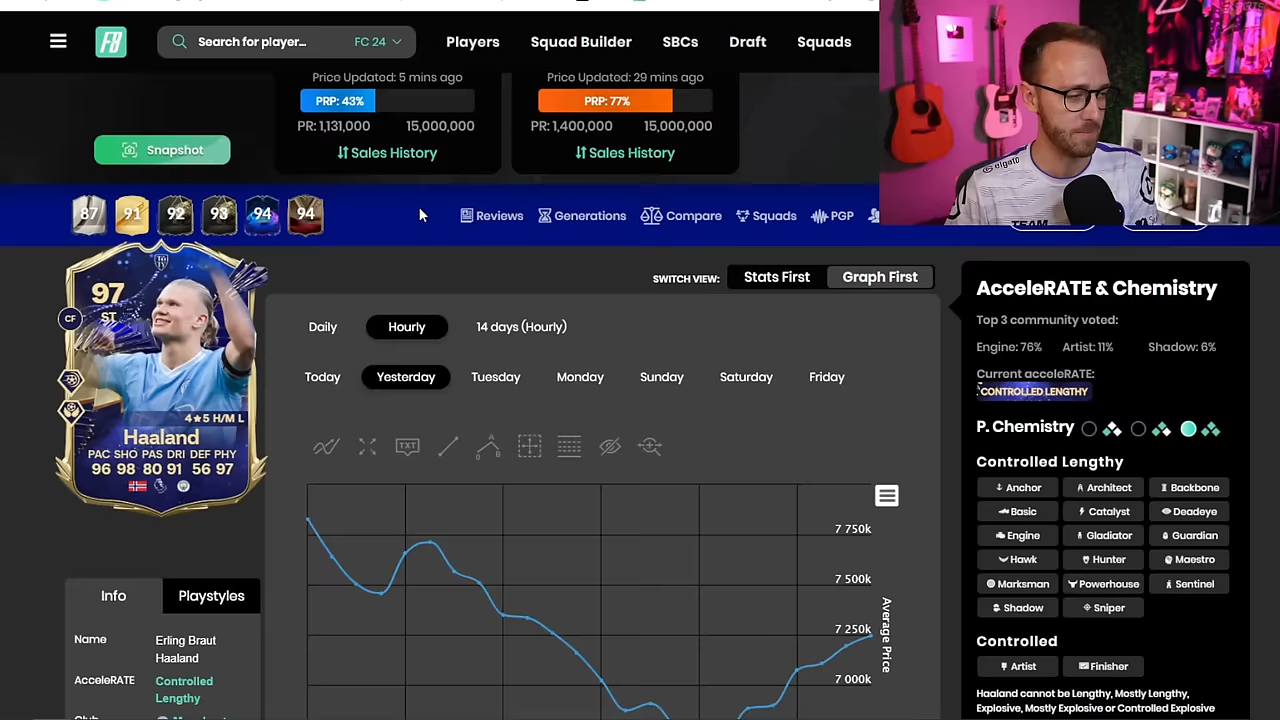 FB
Search for player...
FC 24
Players
Squad Builder
SBCs
Draft
Squads
Price Updated: 5 mins ago
PRP: 43%
PR: 1,131,000
15,000,000
Sales History
Price Updated: 29 mins ago
PRP: 77%
PR: 1,400,000
15,000,000
Sales History
Snapshot
87
91
92
93
94
94
Reviews
Generations
Compare
Squads
PGP
elgato
TEAM
97
ST
CF
4★5 H/M L
Haaland
PAC SHO PAS DRI DEF PHY
96 98 80 91 56 97
SWITCH VIEW:
Stats First
Graph First
Daily
Hourly
14 days (Hourly)
Today
Yesterday
Tuesday
Monday
Sunday
Saturday
Friday
TXT
7 750k
7 500k
7 250k
7 000k
Average Price
Info
Playstyles
Name
Erling Braut
Haaland
AcceleRATE
Controlled
Lengthy
AcceleRATE & Chemistry
Top 3 community voted:
Engine: 76%
Artist: 11%
Shadow: 6%
Current acceleRATE:
CONTROLLED LENGTHY
P. Chemistry
Controlled Lengthy
Anchor
Architect
Backbone
Basic
Catalyst
Deadeye
Engine
Gladiator
Guardian
Hawk
Hunter
Maestro
Marksman
Powerhouse
Sentinel
Shadow
Sniper
Controlled
Artist
Finisher
Haaland cannot be Lengthy, Mostly Lengthy,
Explosive, Mostly Explosive or Controlled Explosive